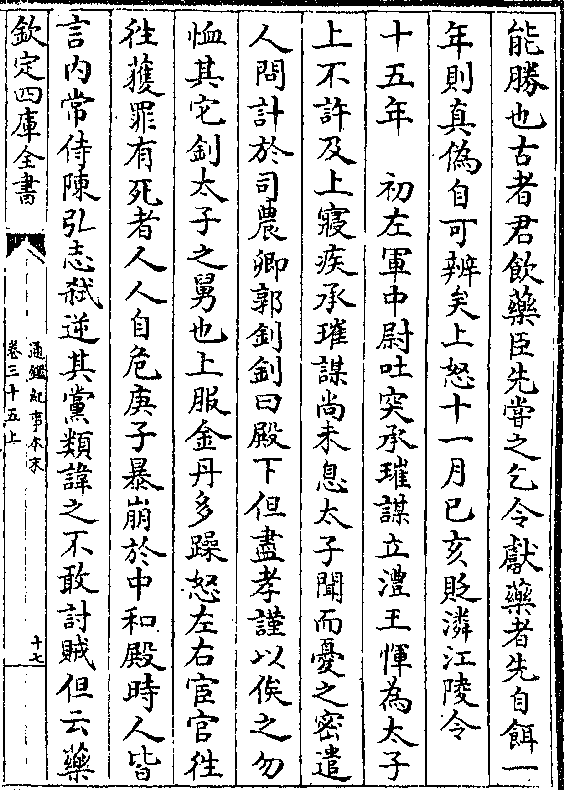 能勝也古者君飲藥臣先嘗之乞令獻藥者先自餌一
年則真偽自可辨矣上怒十一月已亥貶潾江陵令
十五年　初左軍中尉吐突承璀謀立澧王惲為太子
上不許及上寢疾承璀謀尚未息太子聞而憂之密遣
人問計於司農卿郭釗釗曰殿下但盡孝謹以俟之勿
恤其它釗太子之舅也上服金丹多躁怒左右宦官往
往獲罪有死者人人自危庚子暴崩於中和殿時人皆
言内常侍陳弘志弑逆其黨類諱之不敢討賊但云藥
欽定四庫全書
通鑑紀事本末
卷三十五上
十七